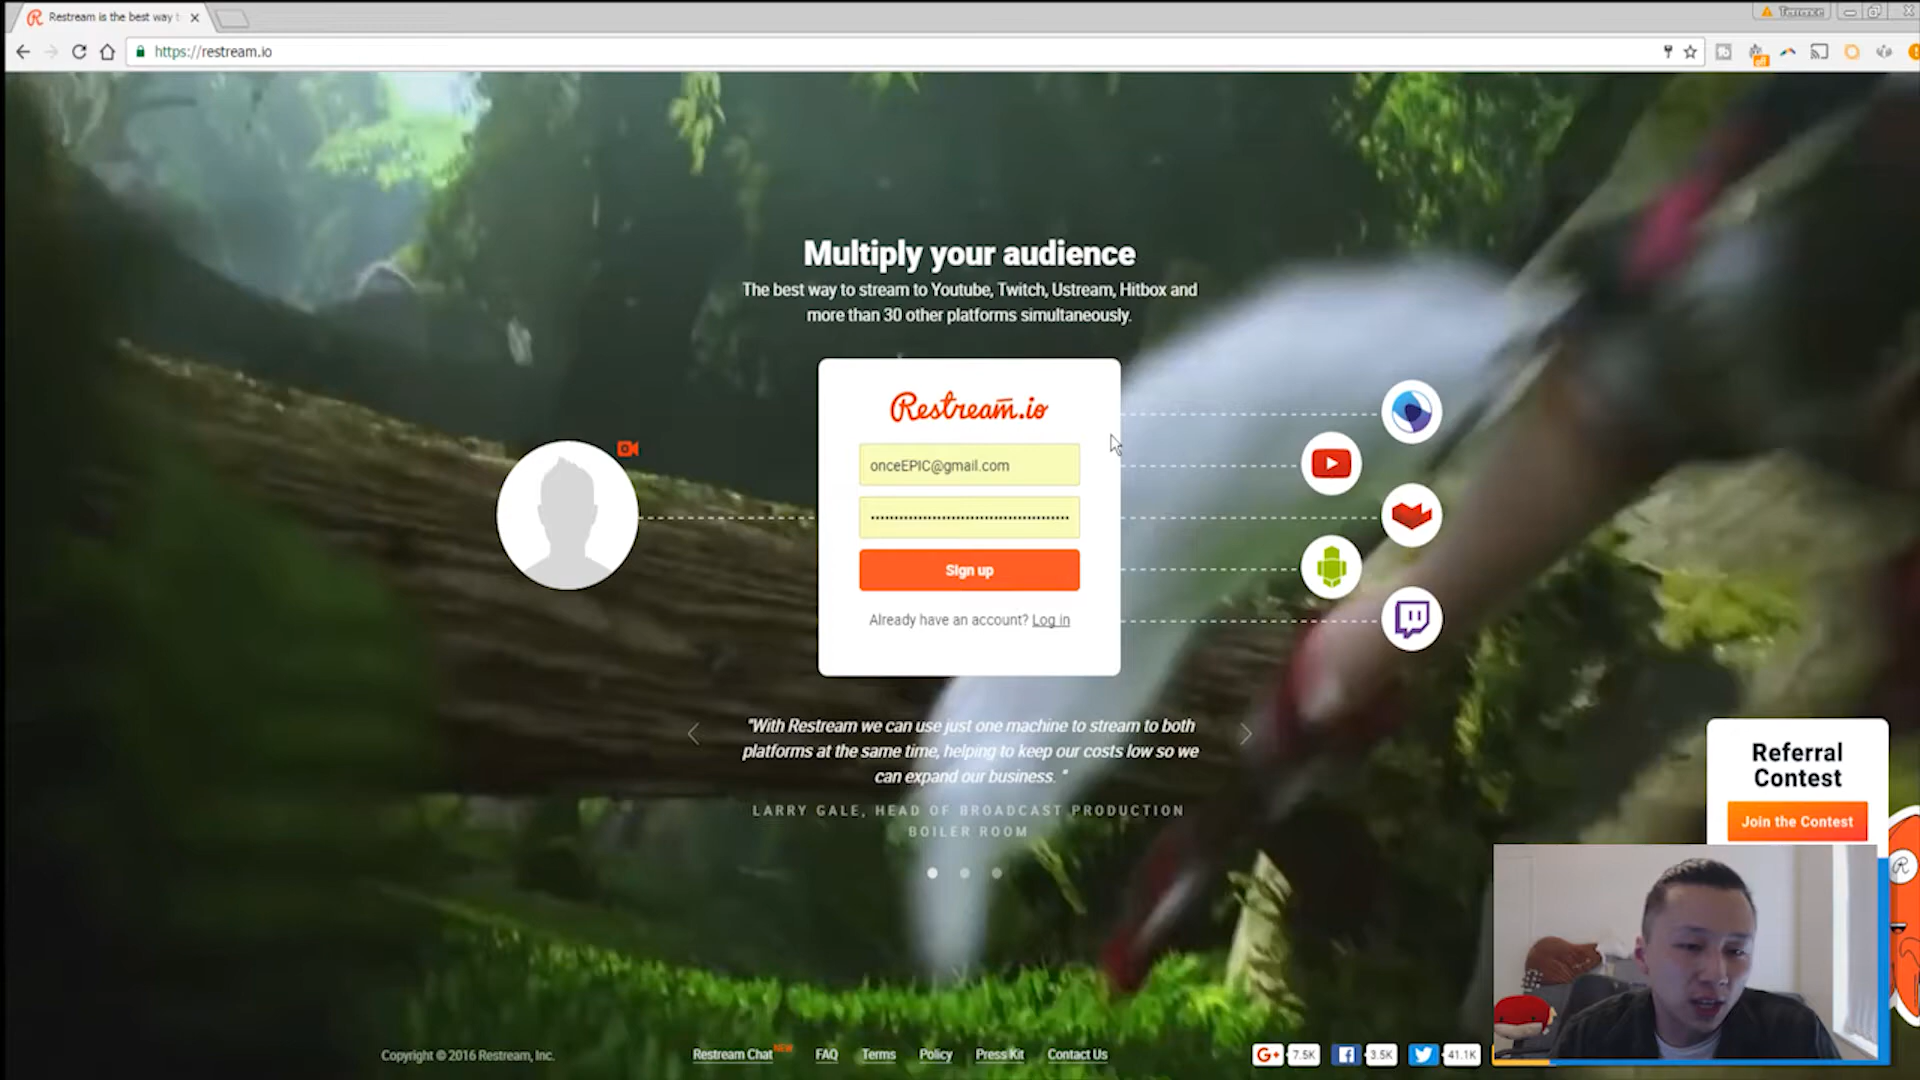 Restream is the best way t
Terrence
https://restream.io
Multiply your audience
The best way to stream to Youtube, Twitch, Ustream, Hitbox and
more than 30 other platforms simultaneously.
Restream.io
onceEPIC@gmail.com
Sign up
Already have an account? Log in
"With Restream we can use just one machine to stream to both
platforms at the same time, helping to keep our costs low so we
can expand our business. "
LARRY GALE, HEAD OF BROADCAST PRODUCTION
BOILER ROOM
Referral
Contest
Join the Contest
Copyright © 2016 Restream, Inc.
Restream Chat NEW FAQ Terms Policy Press Kit Contact Us
G+ 7.5K 3.5K 41.1K